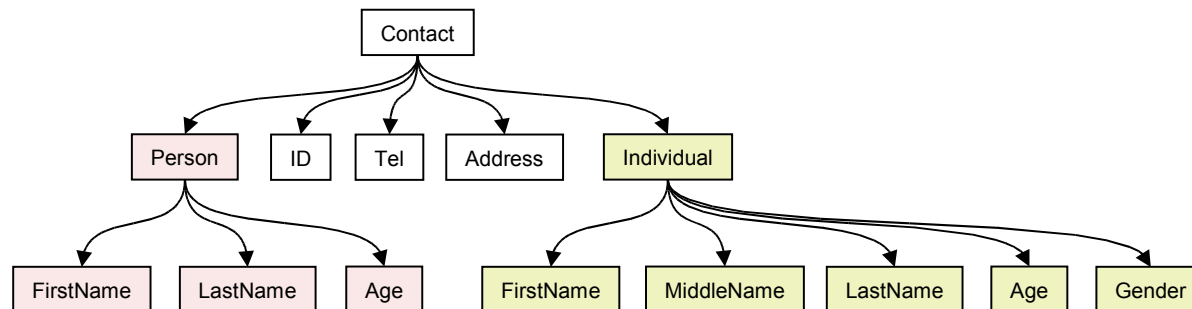 Contact
Person
ID
Tel
Address
Individual
FirstName
LastName
Age
FirstName
MiddleName
LastName
Age
Gender